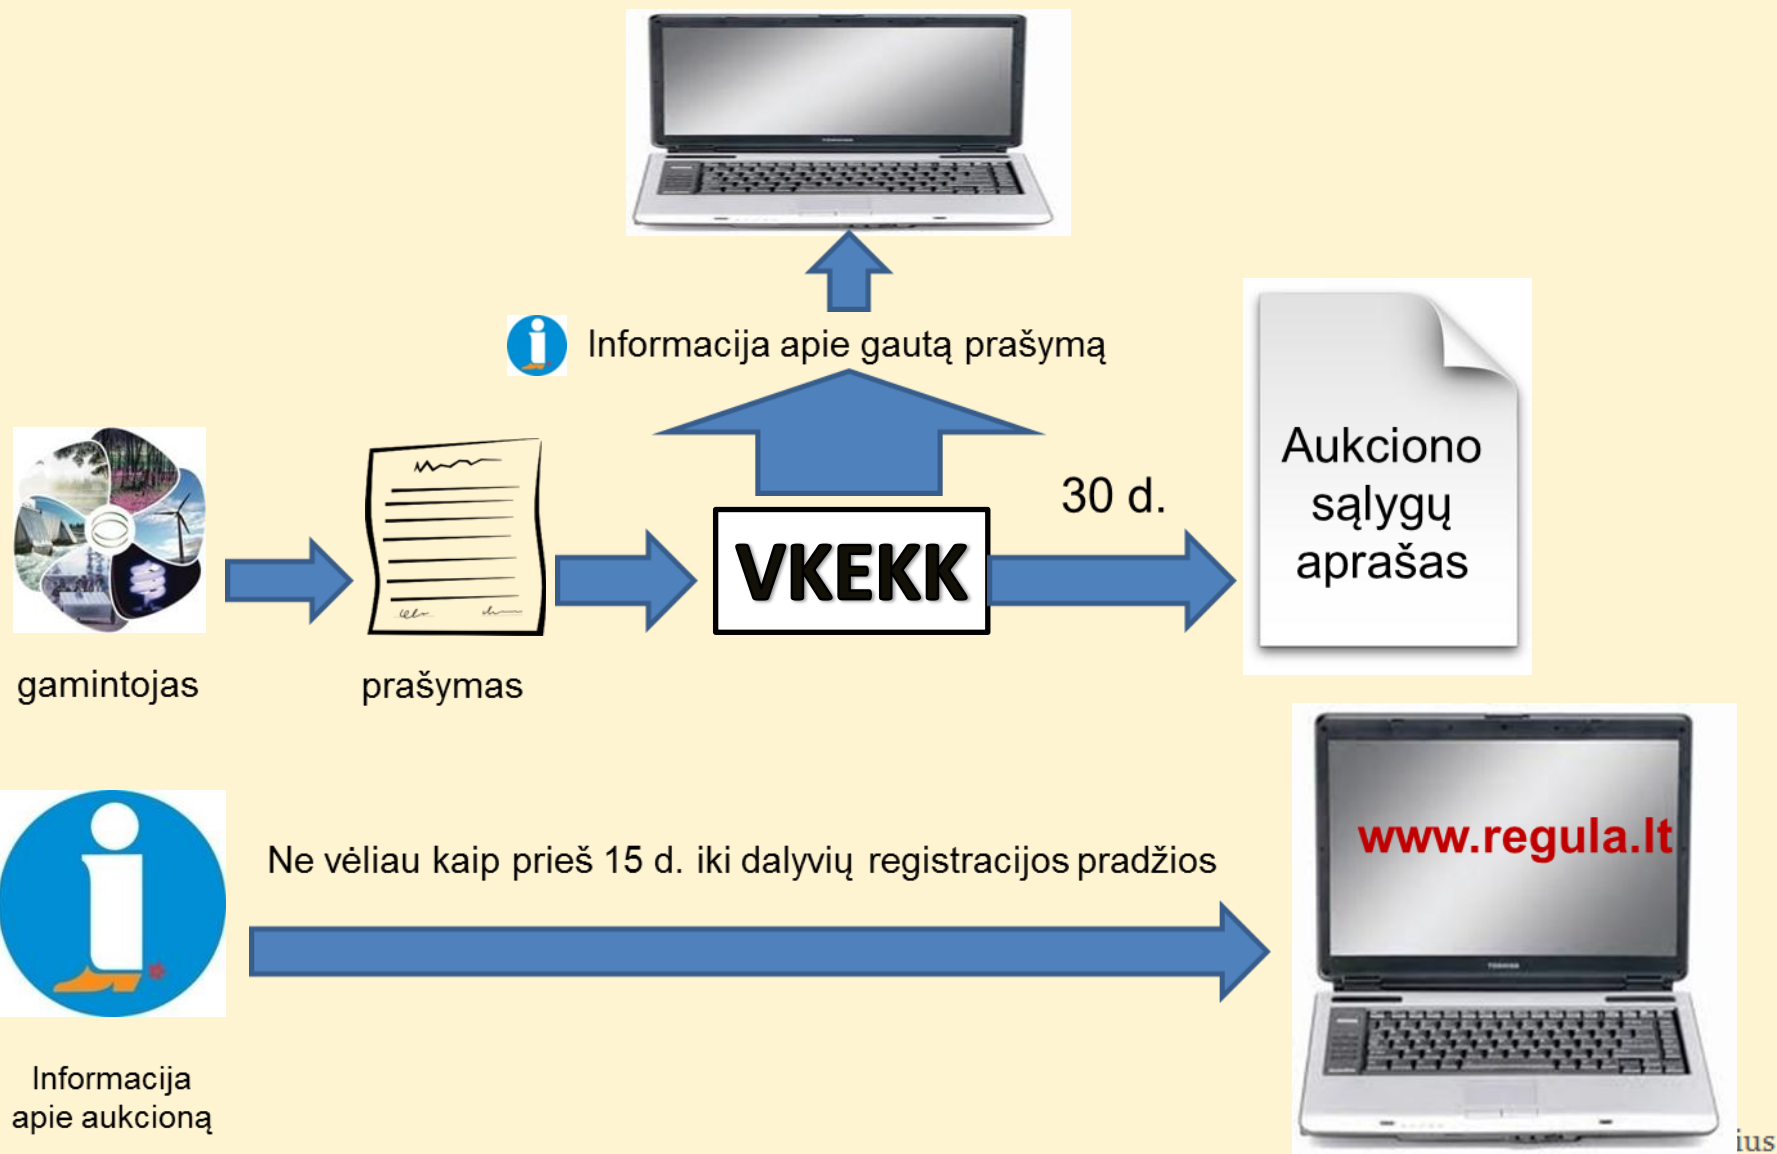 Informacija apie gautą prašymą
30 d.
Aukciono
sąlygų
aprašas
VKEKK
gamintojas
prašymas
www.regula.lt
Ne vėliau kaip prieš 15 d. iki dalyvių registracijos pradžios
Informacija
apie aukcioną
ius